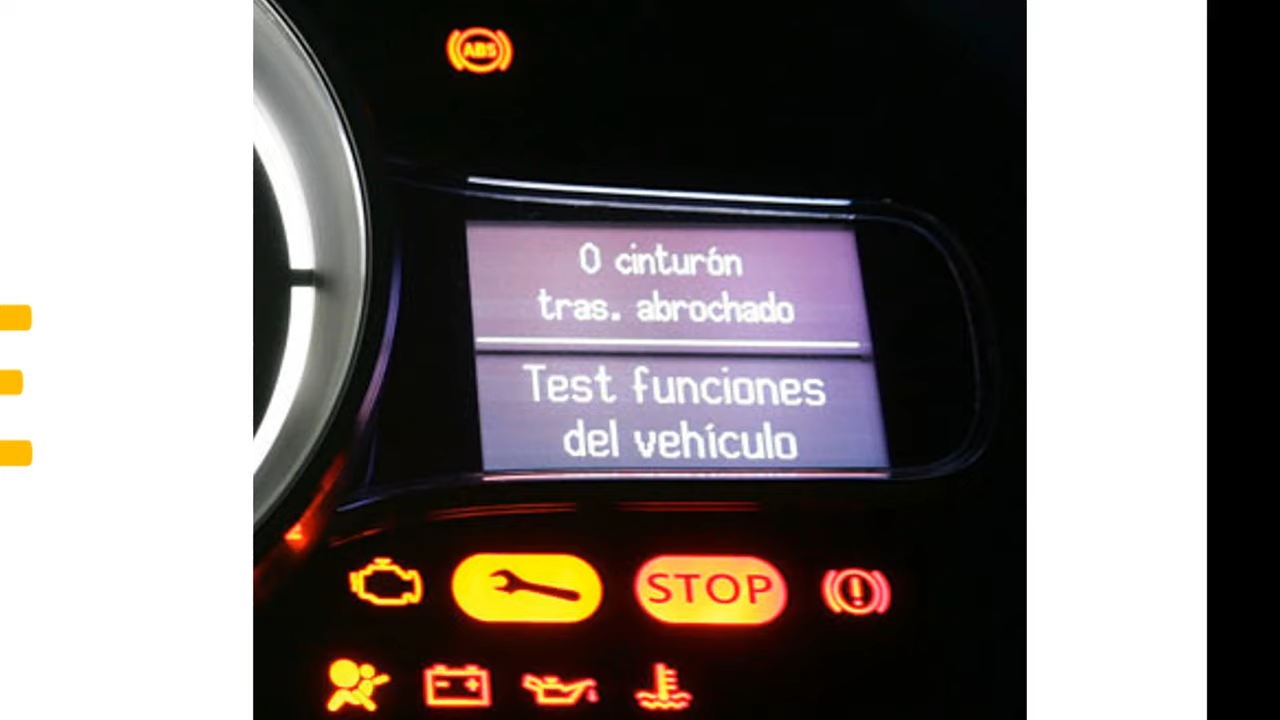 ABS
0 cinturón
tras. abrochado
Test funciones
del vehículo
STOP